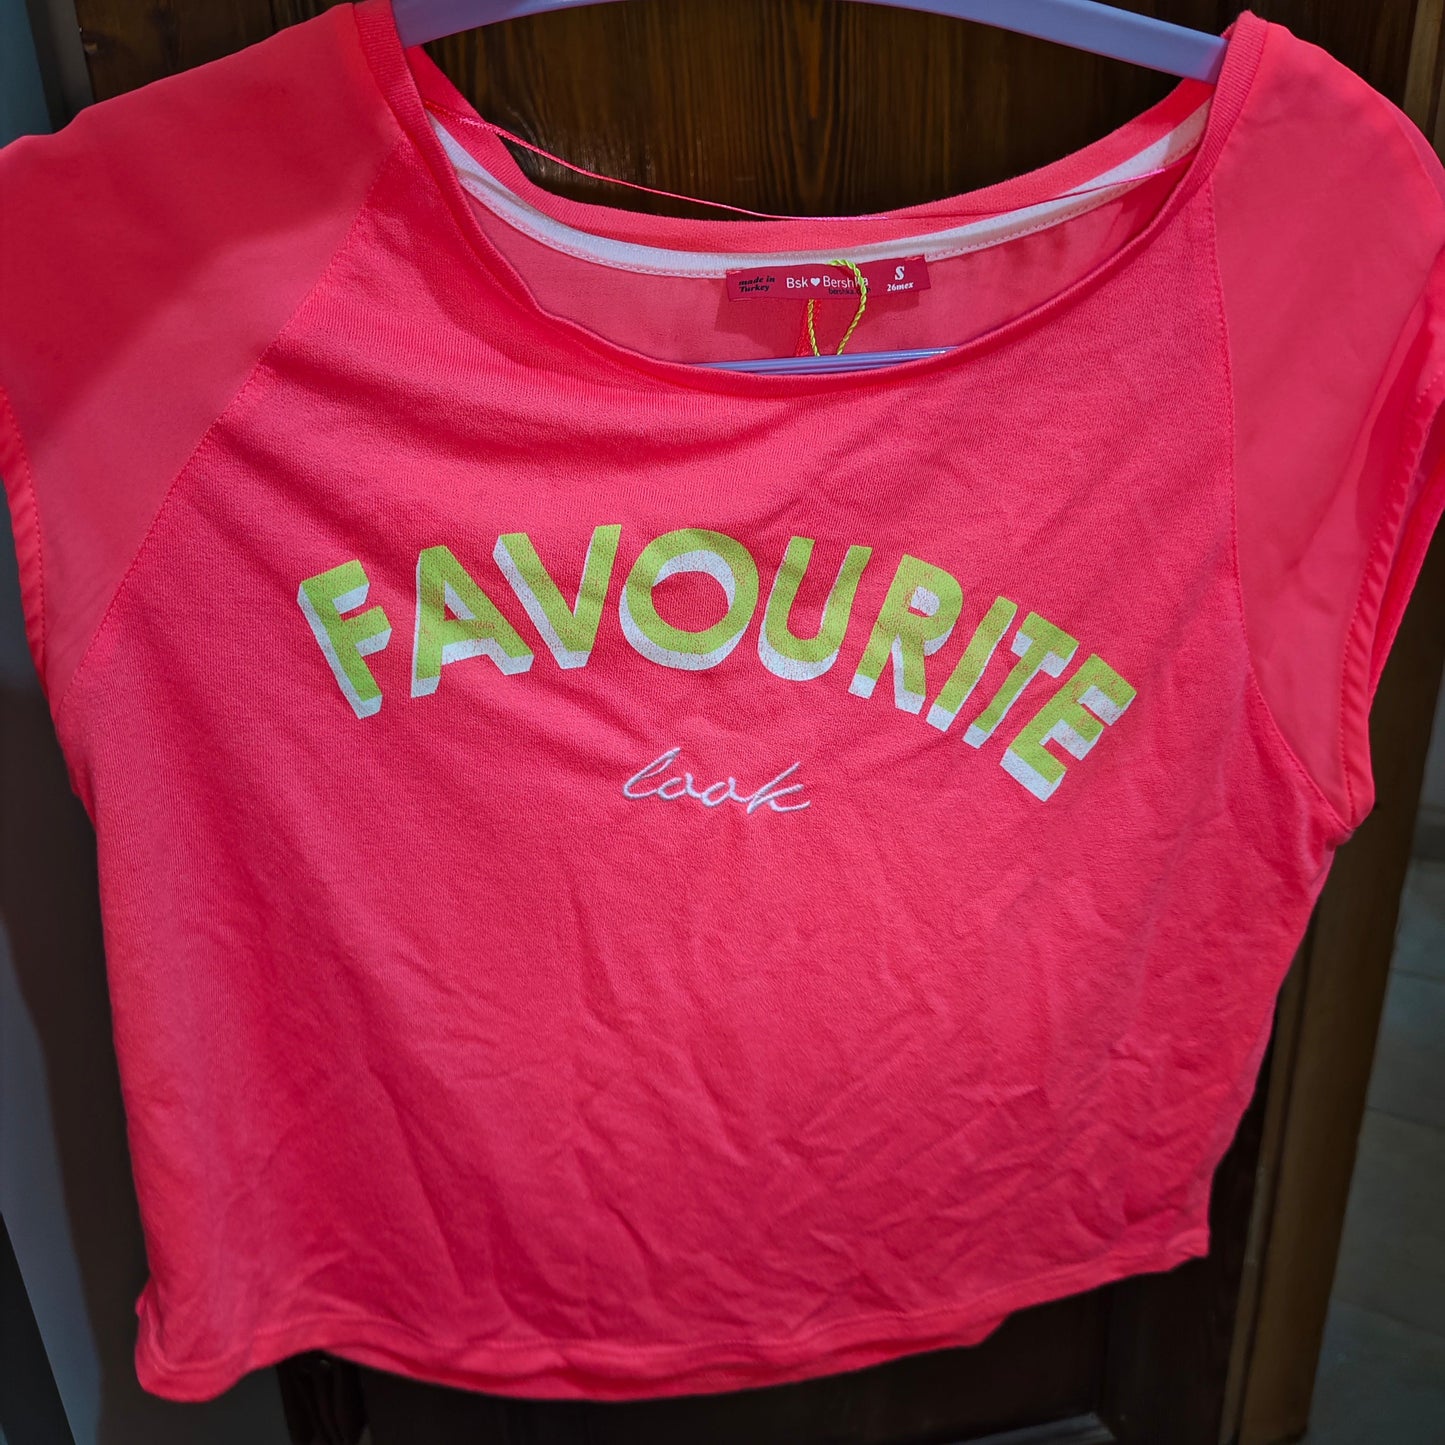 made in
Turkey
Bsk♥Bershka
S
26mex
FAVOURITE
look